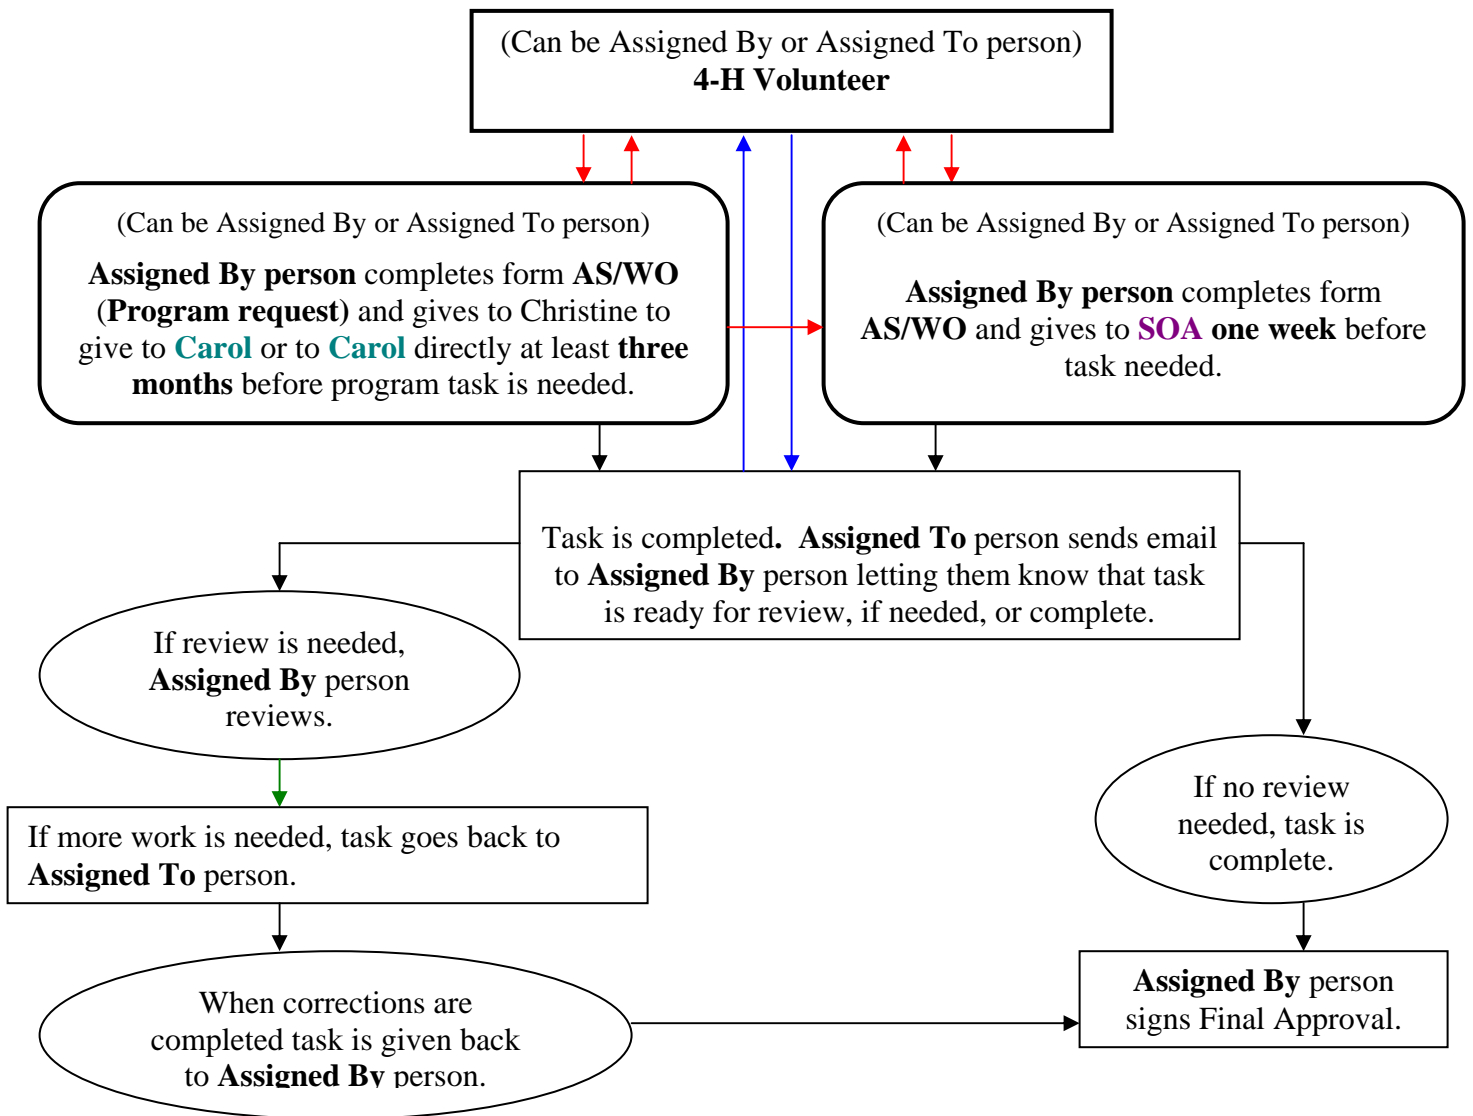 (Can be Assigned By or Assigned To person)
4-H Volunteer
(Can be Assigned By or Assigned To person)
Assigned By person completes form AS/WO
(Program request) and gives to Christine to
give to Carol or to Carol directly at least three
months before program task is needed.
(Can be Assigned By or Assigned To person)
Assigned By person completes form
AS/WO and gives to SOA one week before
task needed.
Task is completed. Assigned To person sends email
to Assigned By person letting them know that task
is ready for review, if needed, or complete.
If review is needed,
Assigned By person
reviews.
If no review
needed, task is
complete.
If more work is needed, task goes back to
Assigned To person.
When corrections are
completed task is given back
to Assigned By person.
Assigned By person
signs Final Approval.